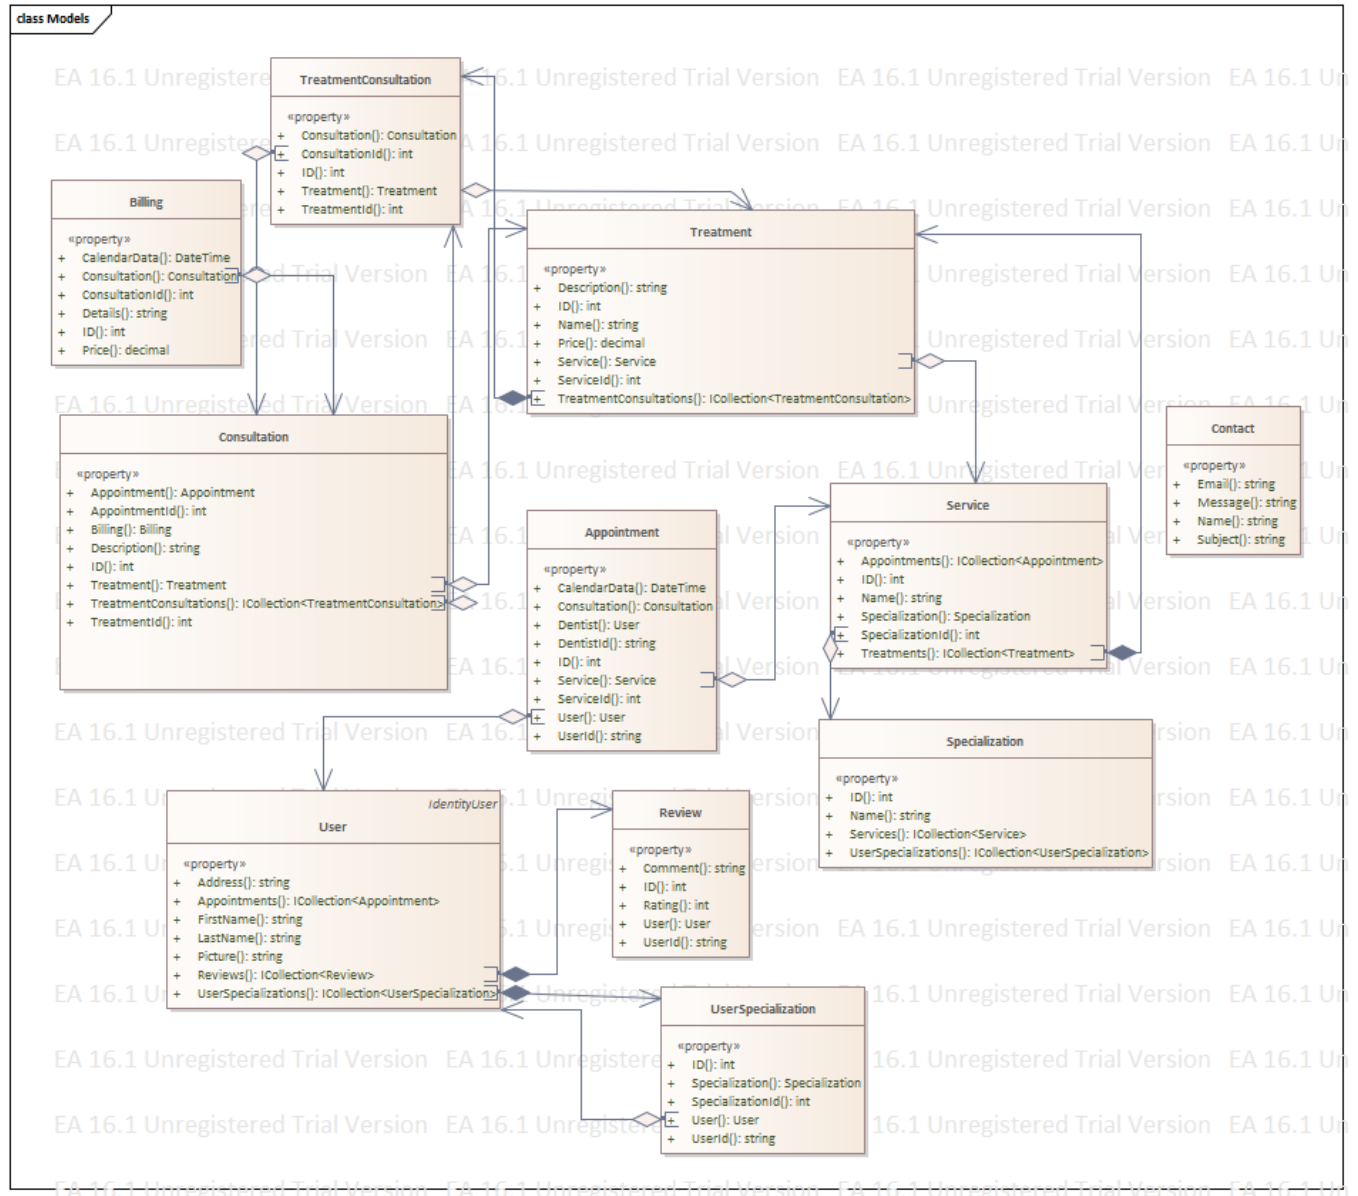 class Models
TreatmentConsultation
«property»
+ Consultation(): Consultation
+ ConsultationId(): int
+ ID(): int
+ Treatment(): Treatment
+ TreatmentId(): int
Billing
«property»
+ CalendarData(): DateTime
+ Consultation(): Consultation
+ ConsultationId(): int
+ Details(): string
+ ID(): int
+ Price(): decimal
Treatment
«property»
+ Description(): string
+ ID(): int
+ Name(): string
+ Price(): decimal
+ Service(): Service
+ ServiceId(): int
+ TreatmentConsultations(): ICollection<TreatmentConsultation>
Consultation
«property»
+ Appointment(): Appointment
+ AppointmentId(): int
+ Billing(): Billing
+ Description(): string
+ ID(): int
+ Treatment(): Treatment
+ TreatmentConsultations(): ICollection<TreatmentConsultation>
+ TreatmentId(): int
Contact
«property»
+ Email(): string
+ Message(): string
+ Name(): string
+ Subject(): string
Service
«property»
+ Appointments(): ICollection<Appointment>
+ ID(): int
+ Name(): string
+ Specialization(): Specialization
+ SpecializationId(): int
+ Treatments(): ICollection<Treatment>
Appointment
«property»
+ CalendarData(): DateTime
+ Consultation(): Consultation
+ Dentist(): User
+ DentistId(): string
+ ID(): int
+ Service(): Service
+ ServiceId(): int
+ User(): User
+ UserId(): string
Specialization
«property»
+ ID(): int
+ Name(): string
+ Services(): ICollection<Service>
+ UserSpecializations(): ICollection<UserSpecialization>
IdentityUser
User
«property»
+ Address(): string
+ Appointments(): ICollection<Appointment>
+ FirstName(): string
+ LastName(): string
+ Picture(): string
+ Reviews(): ICollection<Review>
+ UserSpecializations(): ICollection<UserSpecialization>
Review
«property»
+ Comment(): string
+ ID(): int
+ Rating(): int
+ User(): User
+ UserId(): string
UserSpecialization
«property»
+ ID(): int
+ Specialization(): Specialization
+ SpecializationId(): int
+ User(): User
+ UserId(): string
EA 16.1 Unregistered Trial Version